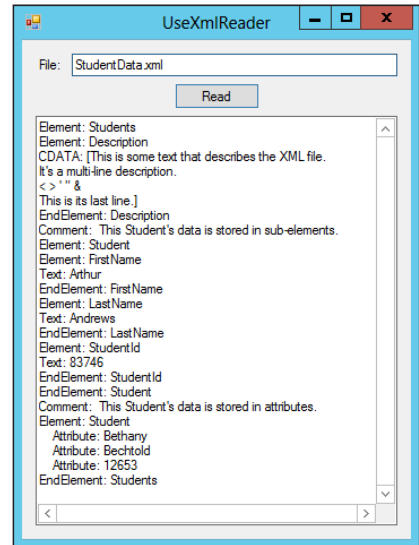 UseXmlReader
File: StudentData.xml
Read
Element: Students
Element: Description
CDATA: [This is some text that describes the XML file.
It's a multi-line description.
< > ' " &
This is its last line.]
EndElement: Description
Comment:  This Student's data is stored in sub-elements.
Element: Student
Element: FirstName
Text: Arthur
EndElement: FirstName
Element: LastName
Text: Andrews
EndElement: LastName
Element: StudentId
Text: 83746
EndElement: StudentId
EndElement: Student
Comment:  This Student's data is stored in attributes.
Element: Student
    Attribute: Bethany
    Attribute: Bechtold
    Attribute: 12653
EndElement: Students